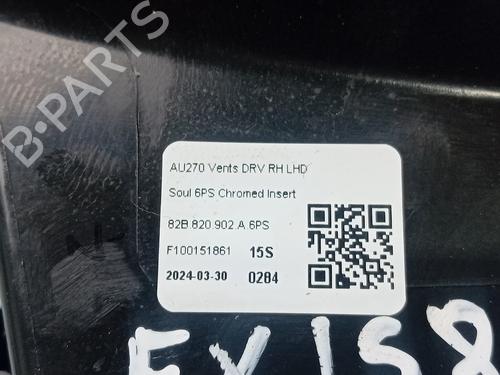 B-PARTS
AU270 Vents DRV RH LHD
Soul 6PS Chromed Insert
82B.820.902.A.6PS
F100151861 15S
2024-03-30 0284